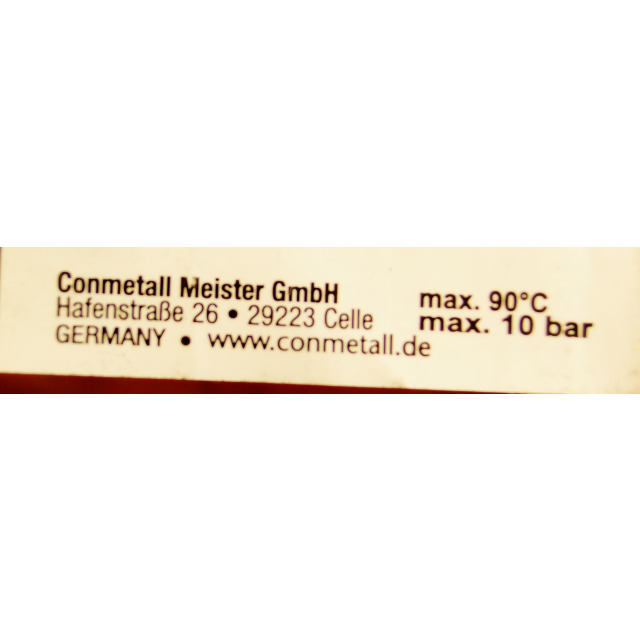 Conmetall Meister GmbH
Hafenstraße 26 • 29223 Celle
GERMANY • www.conmetall.de
max. 90°C
max. 10 bar